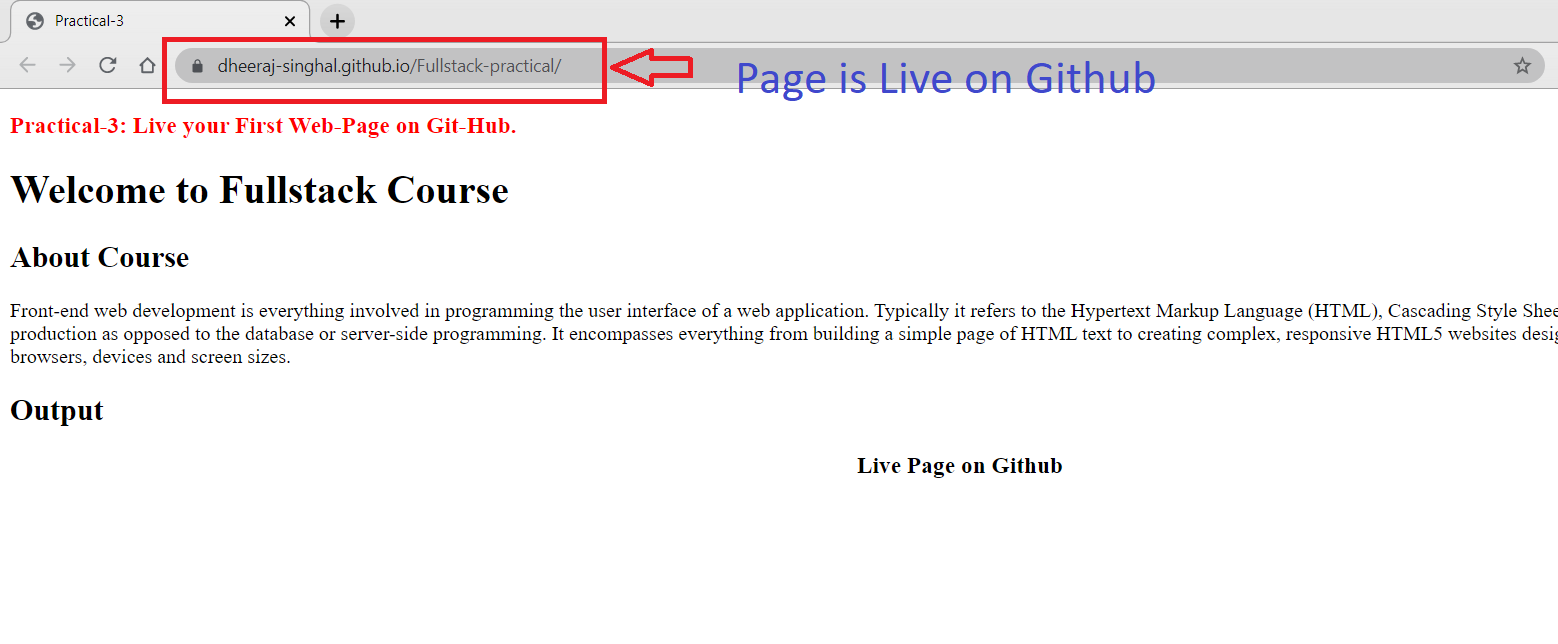 Practical-3
dheeraj-singhal.github.io/Fullstack-practical/
Page is Live on Github
Practical-3: Live your First Web-Page on Git-Hub.
Welcome to Fullstack Course
About Course
Front-end web development is everything involved in programming the user interface of a web application. Typically it refers to the Hypertext Markup Language (HTML), Cascading Style Shee
production as opposed to the database or server-side programming. It encompasses everything from building a simple page of HTML text to creating complex, responsive HTML5 websites desig
browsers, devices and screen sizes.
Output
Live Page on Github